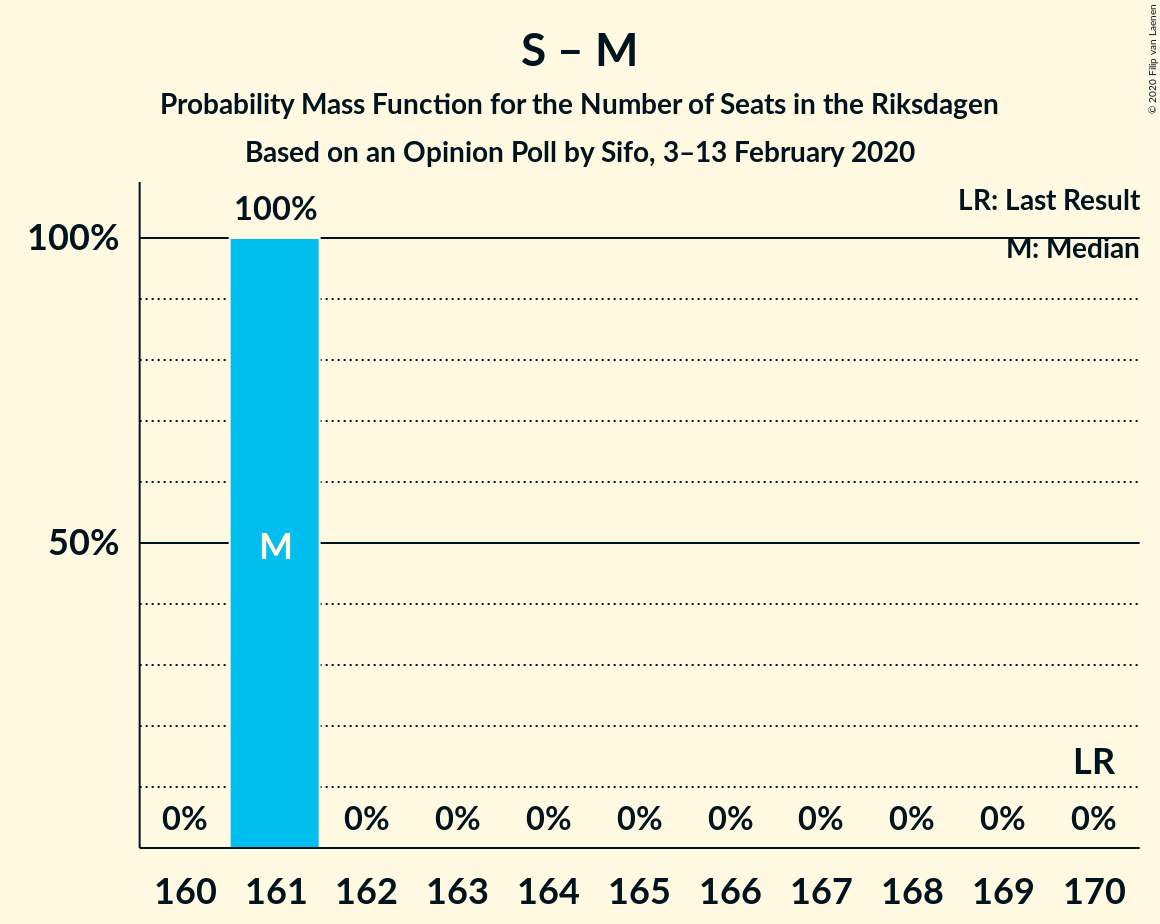 S – M
Probability Mass Function for the Number of Seats in the Riksdagen
Based on an Opinion Poll by Sifo, 3–13 February 2020
© 2020 Filip van Laenen
LR: Last Result
M: Median
100%
100%
50%
M
LR
0% 0% 0% 0% 0% 0% 0% 0% 0% 0%
160 161 162 163 164 165 166 167 168 169 170